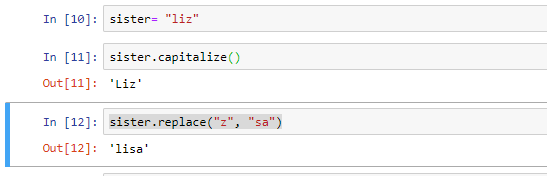 In [10]: sister= "liz"
In [11]: sister.capitalize()
Out[11]: 'Liz'
In [12]: sister.replace("z", "sa")
Out[12]: 'lisa'